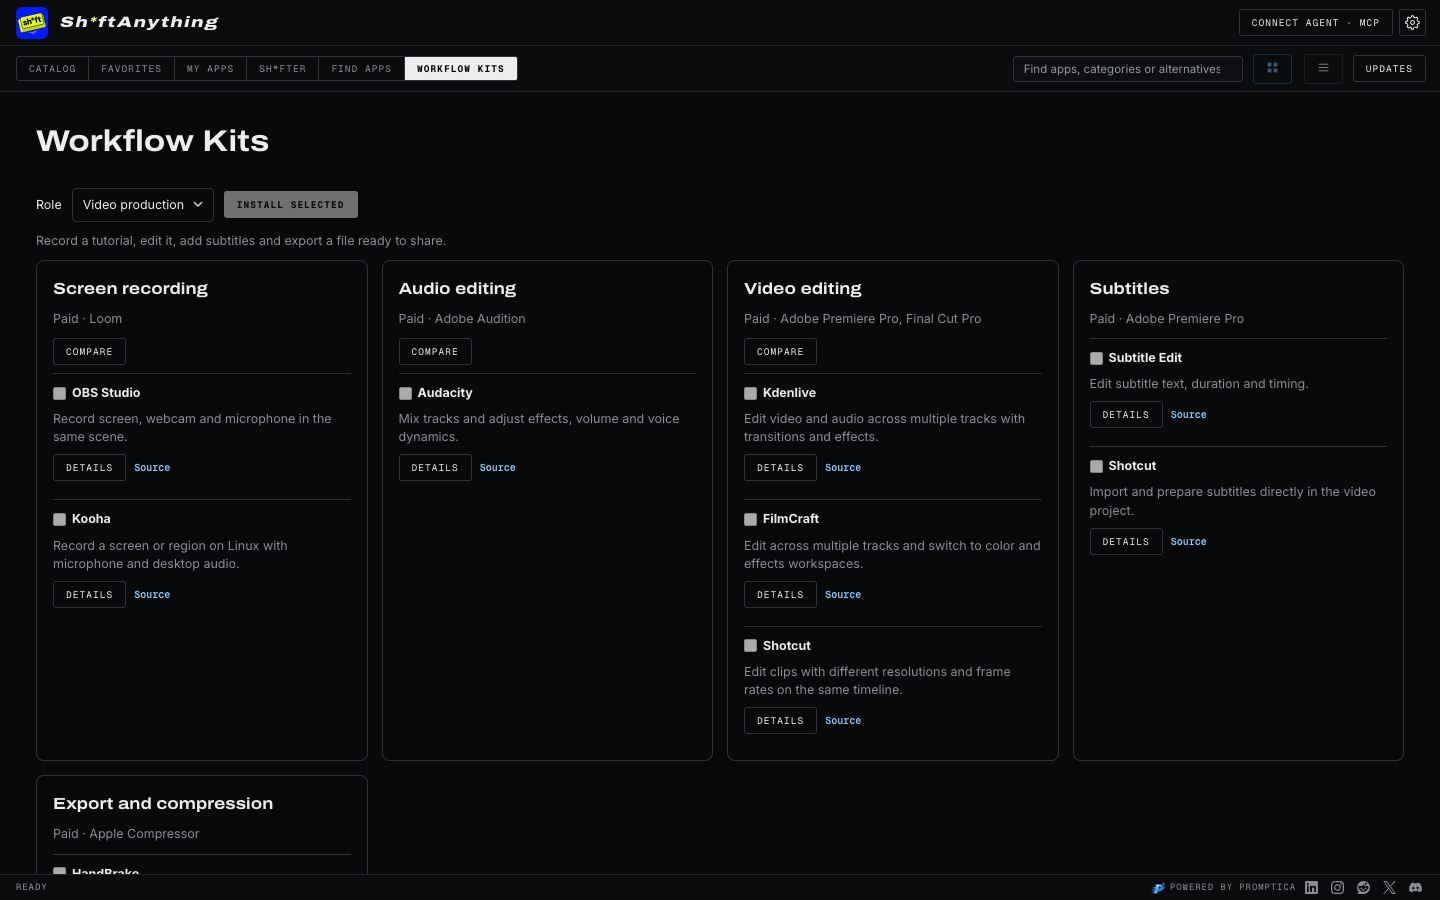 sh*ft
Sh*ftAnything
CONNECT AGENT · MCP
CATALOG
FAVORITES
MY APPS
SH*FTER
FIND APPS
WORKFLOW KITS
Find apps, categories or alternatives
UPDATES
Workflow Kits
Role
Video production
INSTALL SELECTED
Record a tutorial, edit it, add subtitles and export a file ready to share.
Screen recording
Paid · Loom
COMPARE
OBS Studio
Record screen, webcam and microphone in the
same scene.
DETAILS
Source
Kooha
Record a screen or region on Linux with
microphone and desktop audio.
DETAILS
Source
Audio editing
Paid · Adobe Audition
COMPARE
Audacity
Mix tracks and adjust effects, volume and voice
dynamics.
DETAILS
Source
Video editing
Paid · Adobe Premiere Pro, Final Cut Pro
COMPARE
Kdenlive
Edit video and audio across multiple tracks with
transitions and effects.
DETAILS
Source
FilmCraft
Edit across multiple tracks and switch to color and
effects workspaces.
DETAILS
Source
Shotcut
Edit clips with different resolutions and frame
rates on the same timeline.
DETAILS
Source
Subtitles
Paid · Adobe Premiere Pro
Subtitle Edit
Edit subtitle text, duration and timing.
DETAILS
Source
Shotcut
Import and prepare subtitles directly in the video
project.
DETAILS
Source
Export and compression
Paid · Apple Compressor
HandBrake
READY
POWERED BY PROMPTICA